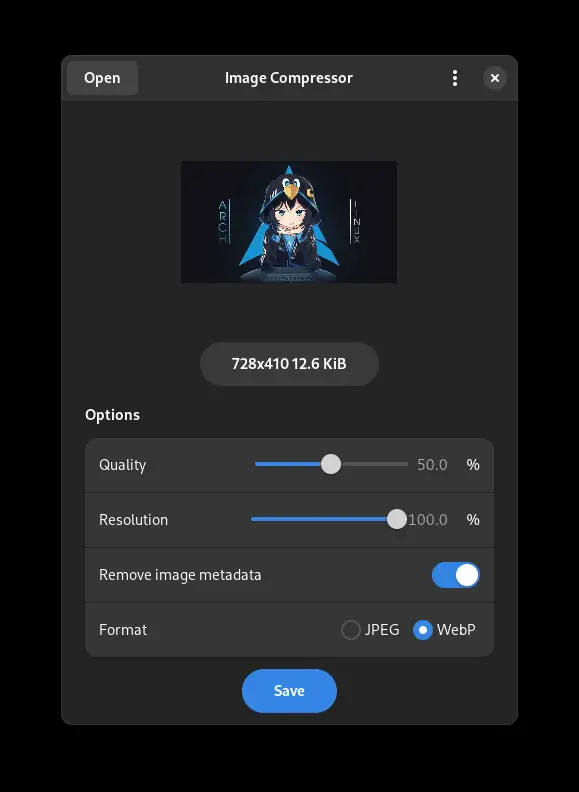 Open
Image Compressor
ARCH
LINUX
728x410 12.6 KiB
Options
Quality 50.0 %
Resolution 100.0 %
Remove image metadata
Format JPEG WebP
Save